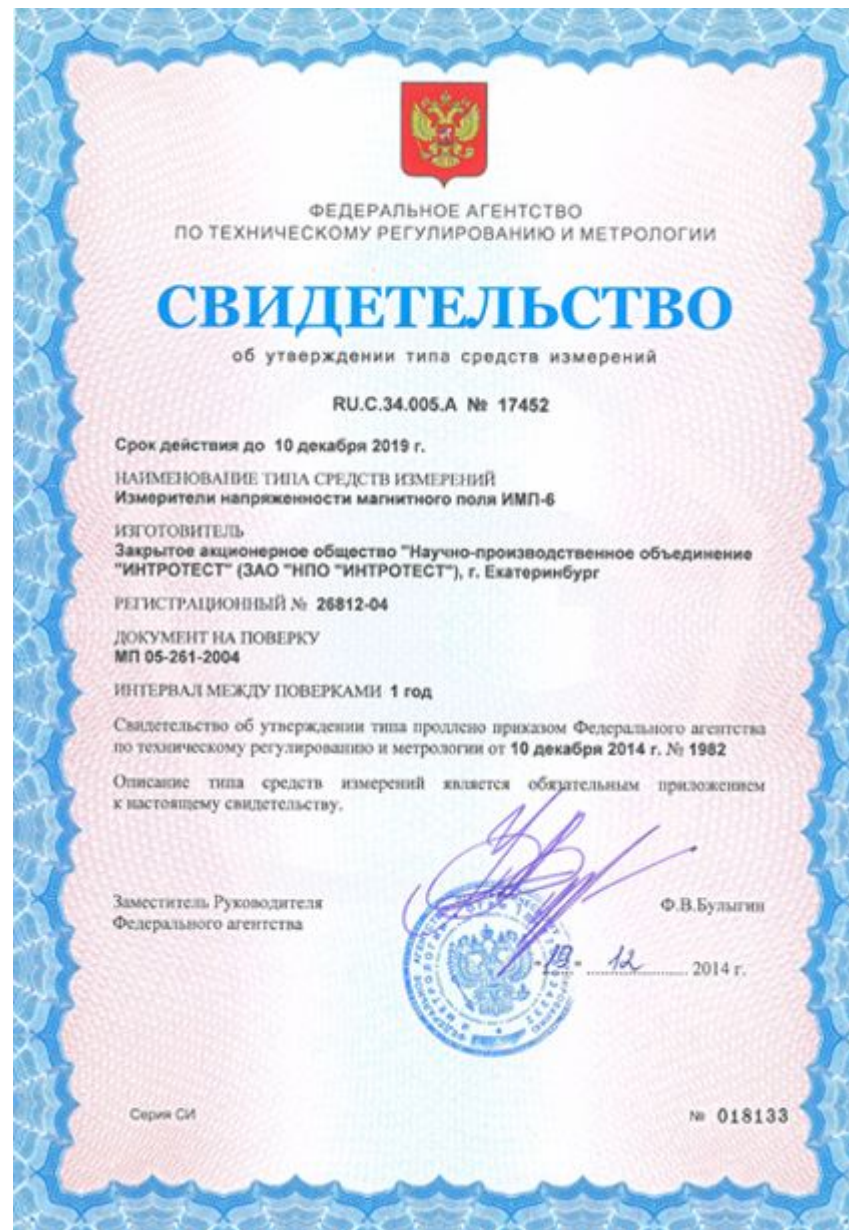 ФЕДЕРАЛЬНОЕ АГЕНТСТВО
ПО ТЕХНИЧЕСКОМУ РЕГУЛИРОВАНИЮ И МЕТРОЛОГИИ
СВИДЕТЕЛЬСТВО
об утверждении типа средств измерений
RU.C.34.005.A № 17452
Срок действия до 10 декабря 2019 г.
НАИМЕНОВАНИЕ ТИПА СРЕДСТВ ИЗМЕРЕНИЙ
Измерители напряженности магнитного поля ИМП-6
ИЗГОТОВИТЕЛЬ
Закрытое акционерное общество "Научно-производственное объединение
"ИНТРОТЕСТ" (ЗАО "НПО "ИНТРОТЕСТ"), г. Екатеринбург
РЕГИСТРАЦИОННЫЙ № 26812-04
ДОКУМЕНТ НА ПОВЕРКУ
МП 05-261-2004
ИНТЕРВАЛ МЕЖДУ ПОВЕРКАМИ 1 год
Свидетельство об утверждении типа продлено приказом Федерального агентства
по техническому регулированию и метрологии от 10 декабря 2014 г. № 1982
Описание типа средств измерений является обязательным приложением
к настоящему свидетельству.
Заместитель Руководителя Ф.В.Булыгин
Федерального агентства
"19" 12 2014 г.
Серия СИ № 018133